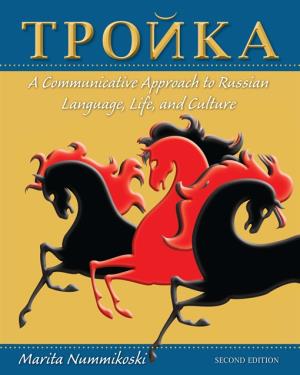 ТРОЙКА
A Communicative Approach to Russian
Language, Life, and Culture
Marita Nummikoski
SECOND EDITION